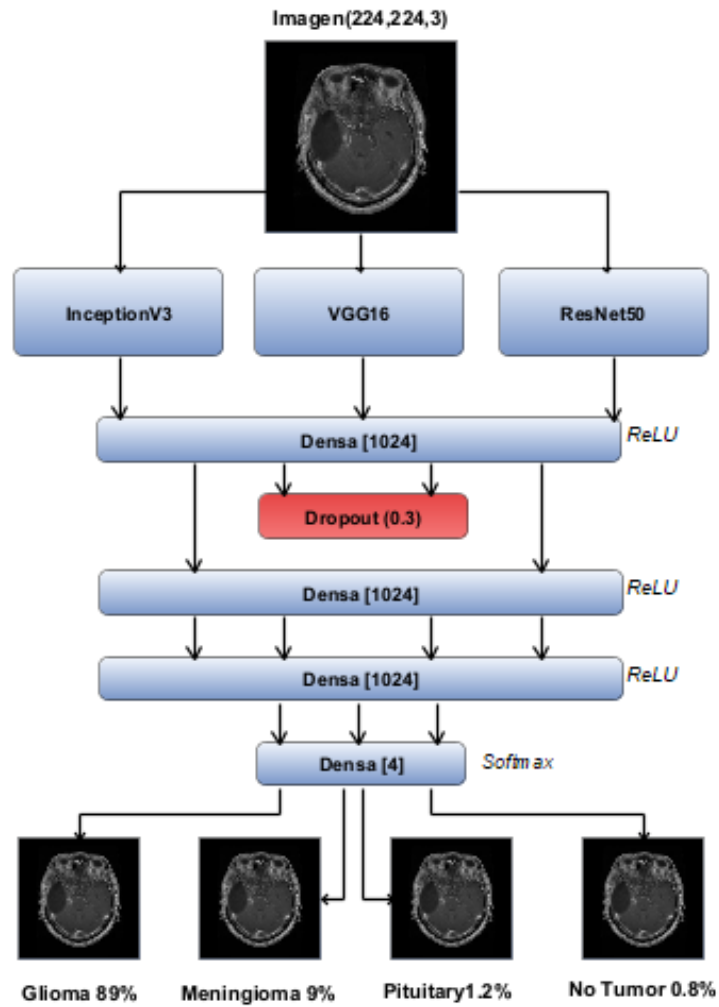 Imagen(224,224,3)
InceptionV3
VGG16
ResNet50
Densa [1024]
ReLU
Dropout (0.3)
Densa [1024]
ReLU
Densa [1024]
ReLU
Densa [4]
Softmax
Glioma 89%
Meningioma 9%
Pituitary1.2%
No Tumor 0.8%